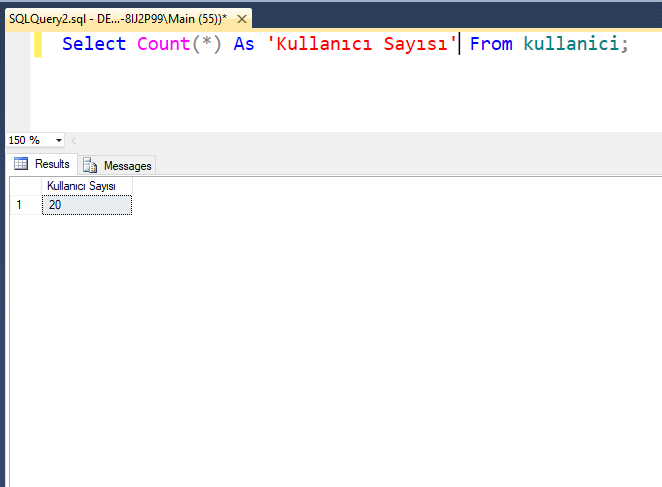 SQLQuery2.sql - DE...-8IJ2P99\Main (55))*
Select Count(*) As 'Kullanıcı Sayısı' From kullanici;
150 %
Results Messages
Kullanıcı Sayısı
1 20